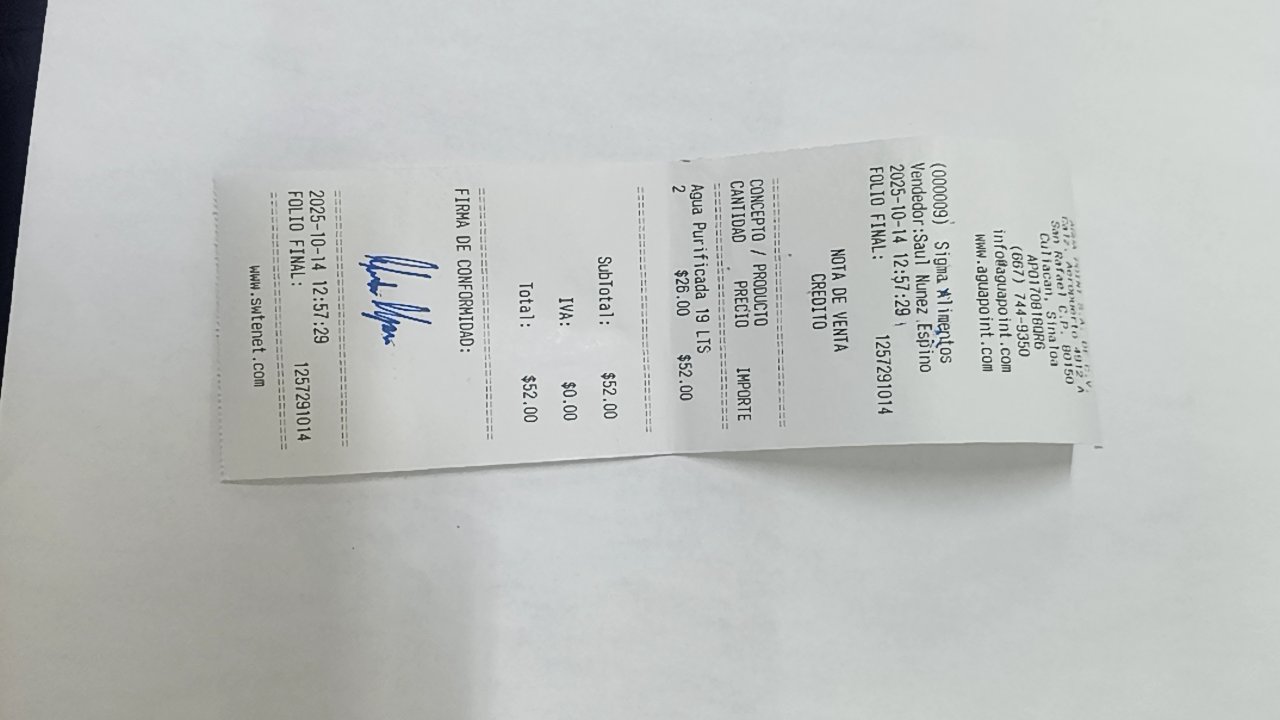 San Rafael C.P. 80150
Culiacan, Sinaloa
(667) 744-9350
info@aguapoint.com
www.aguapoint.com
(000009) Sigma Alimentos
Vendedor:Saul Nunez Espino
2025-10-14 12:57:29
FOLIO FINAL: 1257291014
NOTA DE VENTA
CREDITO
CONCEPTO / PRODUCTO
CANTIDAD PRECIO IMPORTE
Agua Purificada 19 LTS
2 $26.00 $52.00
SubTotal: $52.00
IVA: $0.00
Total: $52.00
FIRMA DE CONFORMIDAD:
2025-10-14 12:57:29
FOLIO FINAL: 1257291014
www.swtenet.com